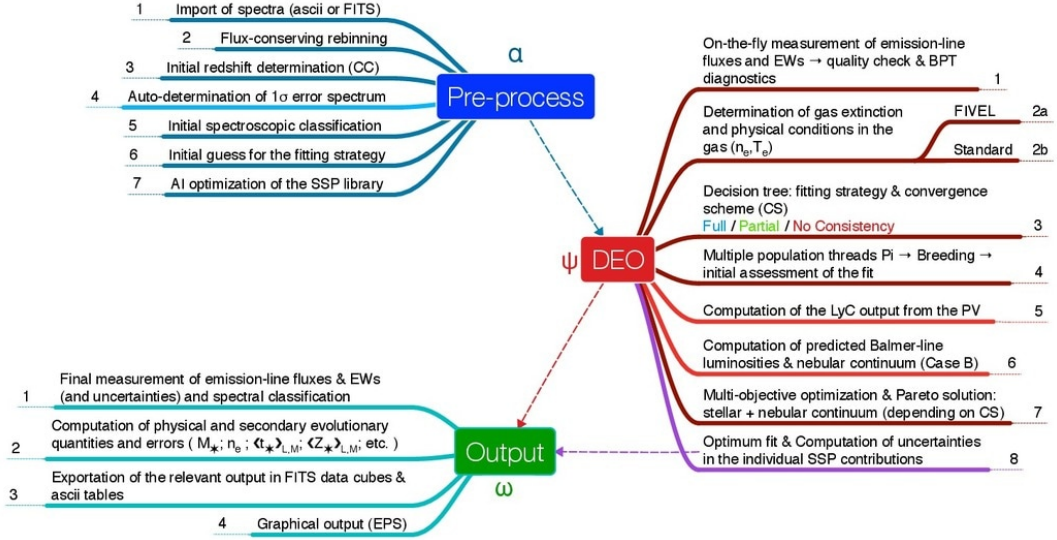 1 Import of spectra (ascii or FITS)
2 Flux-conserving rebinning
3 Initial redshift determination (CC)
4 Auto-determination of 1σ error spectrum
5 Initial spectroscopic classification
6 Initial guess for the fitting strategy
7 AI optimization of the SSP library
α
Pre-process
On-the-fly measurement of emission-line
fluxes and EWs → quality check & BPT
diagnostics
1
Determination of gas extinction
and physical conditions in the
gas (nₑ,Tₑ)
FIVEL 2a
Standard 2b
Decision tree: fitting strategy & convergence
scheme (CS)
Full / Partial / No Consistency
3
Multiple population threads Pi → Breeding →
initial assessment of the fit
4
Computation of the LyC output from the PV
5
Computation of predicted Balmer-line
luminosities & nebular continuum (Case B)
6
Multi-objective optimization & Pareto solution:
stellar + nebular continuum (depending on CS)
7
Optimum fit & Computation of uncertainties
in the individual SSP contributions
8
ψ DEO
Final measurement of emission-line fluxes & EWs
(and uncertainties) and spectral classification
1
Computation of physical and secondary evolutionary
quantities and errors ( M★; nₑ ; ⟨t★⟩L,M; ⟨Z★⟩L,M; etc. )
2
Exportation of the relevant output in FITS data cubes &
ascii tables
3
4 Graphical output (EPS)
Output
ω